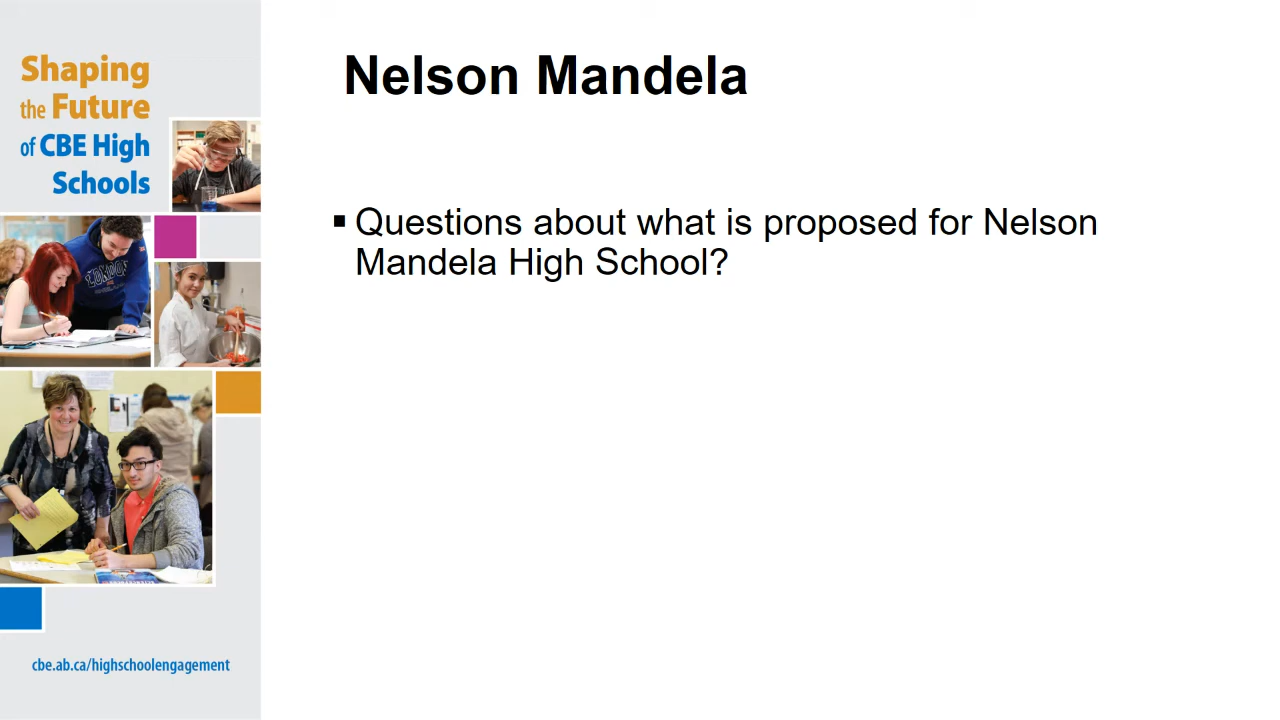 Shaping
the Future
of CBE High
Schools
cbe.ab.ca/highschoolengagement
Nelson Mandela
▪ Questions about what is proposed for Nelson
Mandela High School?